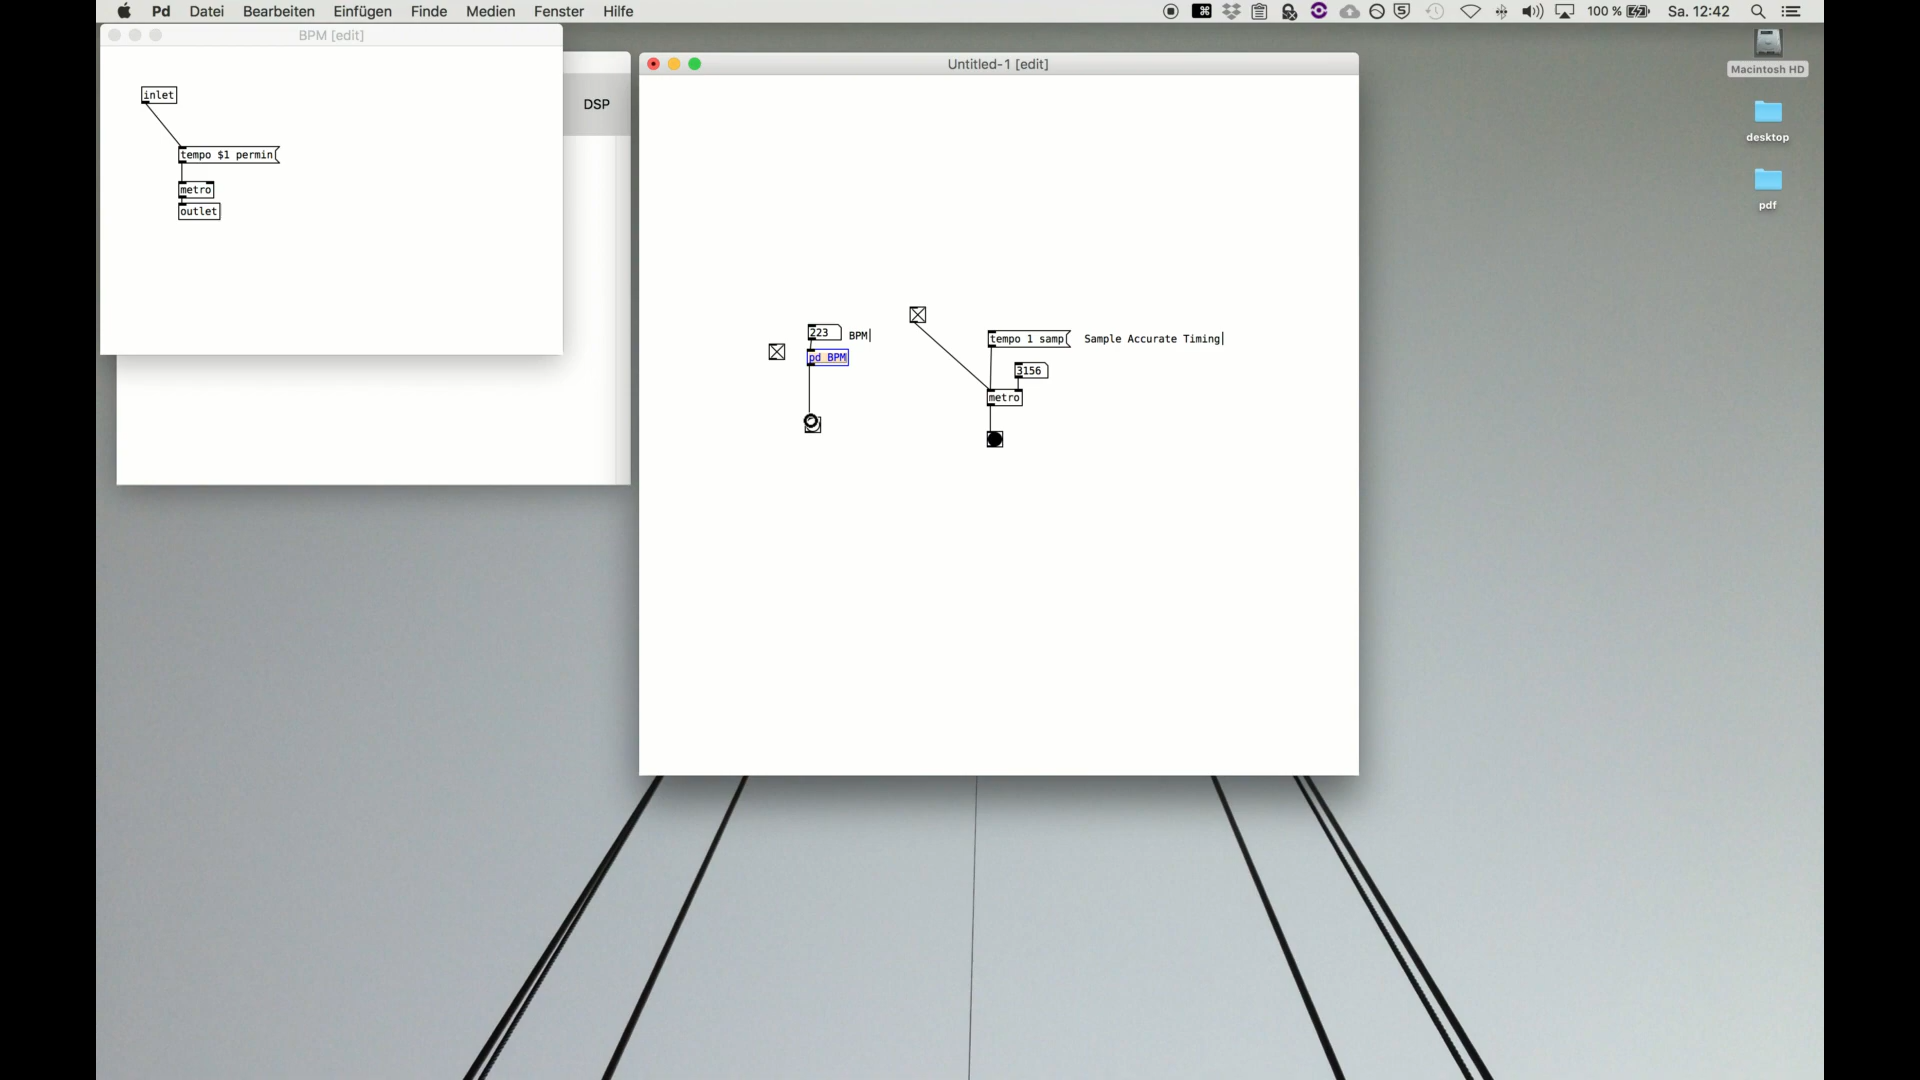 Pd Datei Bearbeiten Einfügen Finde Medien Fenster Hilfe
100 % Sa. 12:42
BPM [edit]
inlet
tempo $1 permin
metro
outlet
DSP
Untitled-1 [edit]
223
BPM
pd BPM
tempo 1 samp
Sample Accurate Timing
3156
metro
Macintosh HD
desktop
pdf